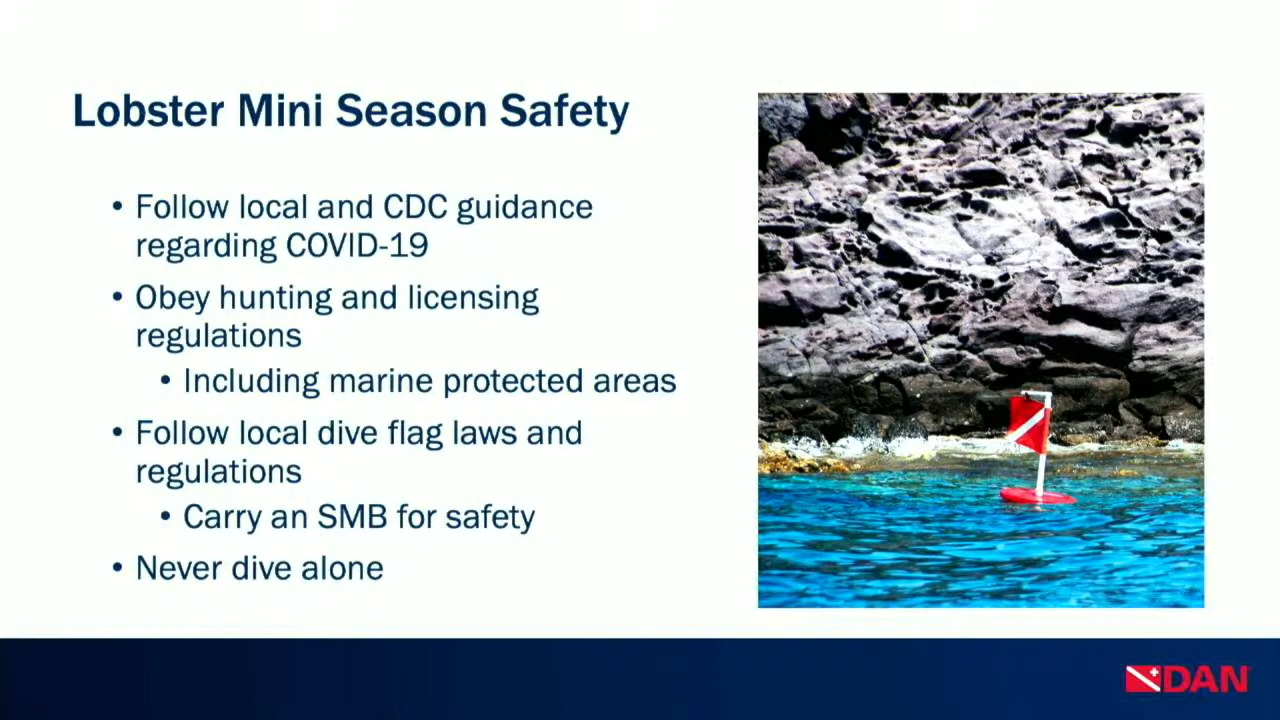 Lobster Mini Season Safety
• Follow local and CDC guidance
regarding COVID-19
• Obey hunting and licensing
regulations
• Including marine protected areas
• Follow local dive flag laws and
regulations
• Carry an SMB for safety
• Never dive alone
DAN